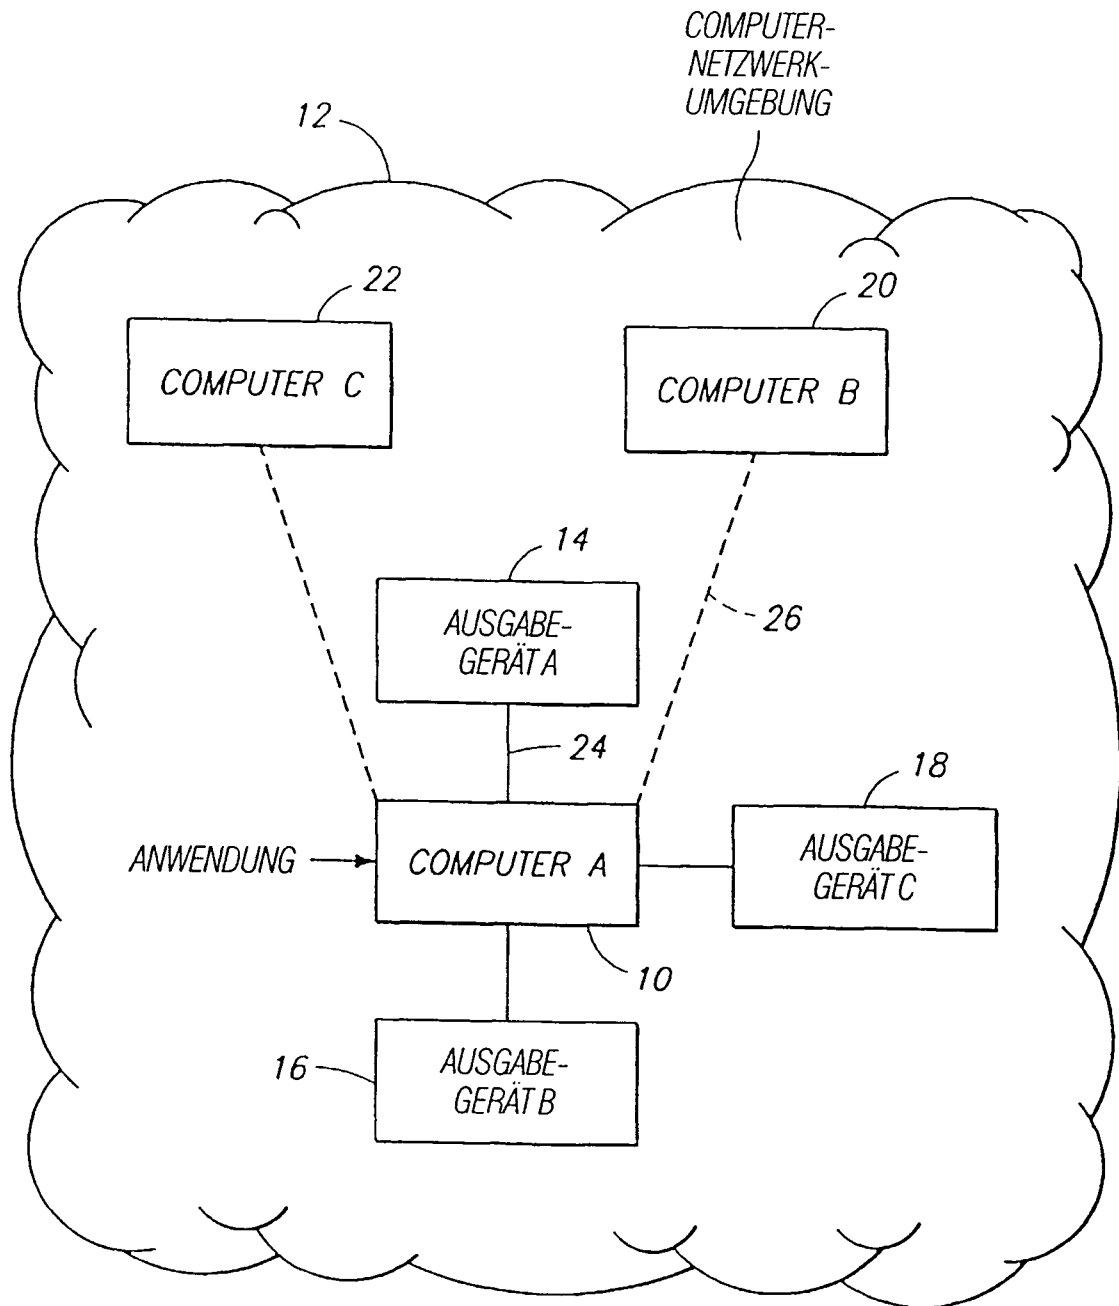 COMPUTER-
NETZWERK-
UMGEBUNG
12
22
20
COMPUTER C
COMPUTER B
14
AUSGABE-
GERÄT A
26
24
18
ANWENDUNG
COMPUTER A
AUSGABE-
GERÄT C
10
16
AUSGABE-
GERÄT B